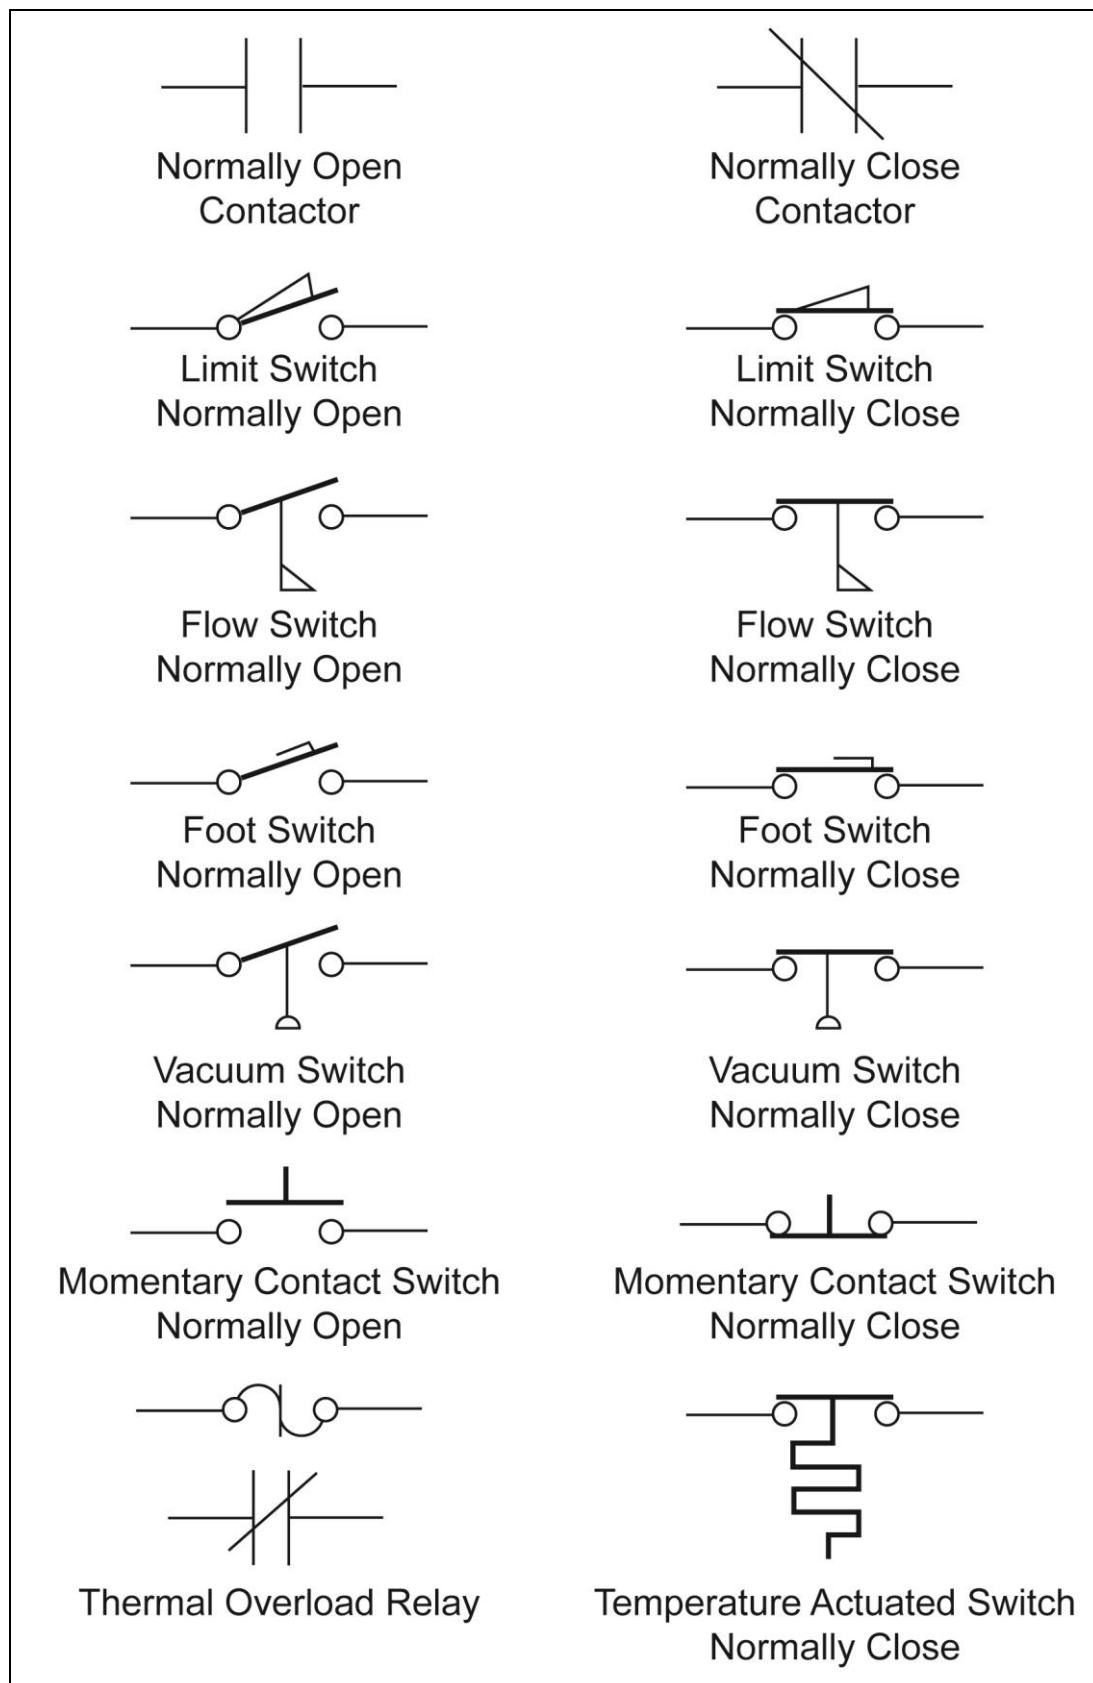 Normally Open
Contactor
Normally Close
Contactor
Limit Switch
Normally Open
Limit Switch
Normally Close
Flow Switch
Normally Open
Flow Switch
Normally Close
Foot Switch
Normally Open
Foot Switch
Normally Close
Vacuum Switch
Normally Open
Vacuum Switch
Normally Close
Momentary Contact Switch
Normally Open
Momentary Contact Switch
Normally Close
Thermal Overload Relay
Temperature Actuated Switch
Normally Close